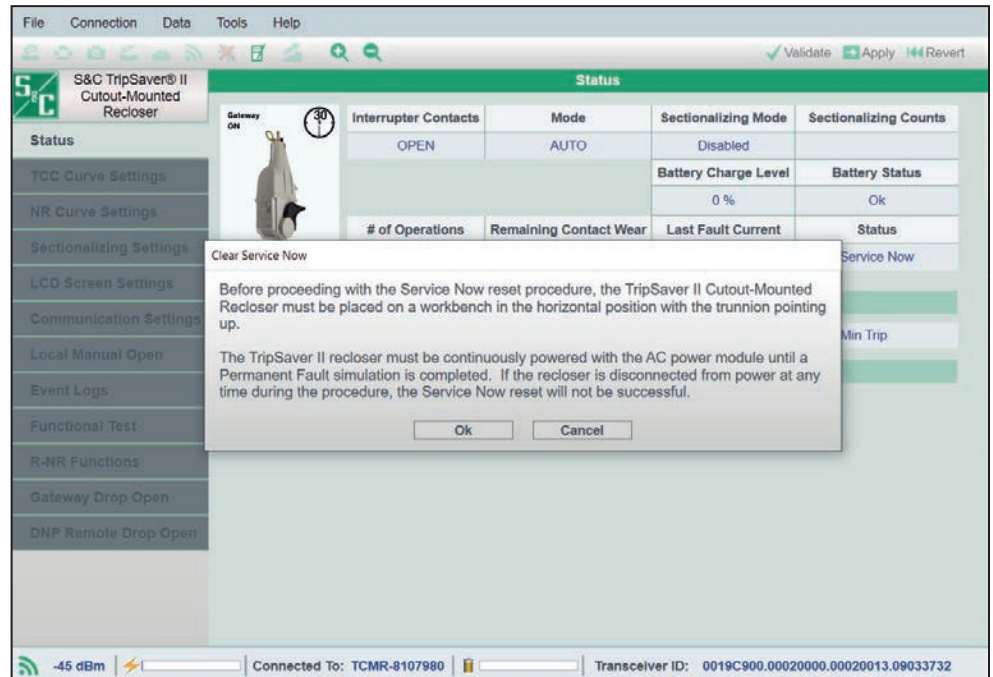 File Connection Data Tools Help
Validate Apply Revert
S&C TripSaver® II
Cutout-Mounted
Recloser
Status
Status
TCC Curve Settings
NR Curve Settings
Sectionalizing Settings
LCD Screen Settings
Communication Settings
Local Manual Open
Event Logs
Functional Test
R-NR Functions
Gateway Drop Open
DNP Remote Drop Open
Gateway
ON
30
Interrupter Contacts Mode Sectionalizing Mode Sectionalizing Counts
OPEN AUTO Disabled
Battery Charge Level Battery Status
0 % Ok
# of Operations Remaining Contact Wear Last Fault Current Status
Service Now
Min Trip
Clear Service Now
Before proceeding with the Service Now reset procedure, the TripSaver II Cutout-Mounted
Recloser must be placed on a workbench in the horizontal position with the trunnion pointing
up.
The TripSaver II recloser must be continuously powered with the AC power module until a
Permanent Fault simulation is completed. If the recloser is disconnected from power at any
time during the procedure, the Service Now reset will not be successful.
Ok Cancel
-45 dBm Connected To: TCMR-8107980 Transceiver ID: 0019C900.00020000.00020013.09033732